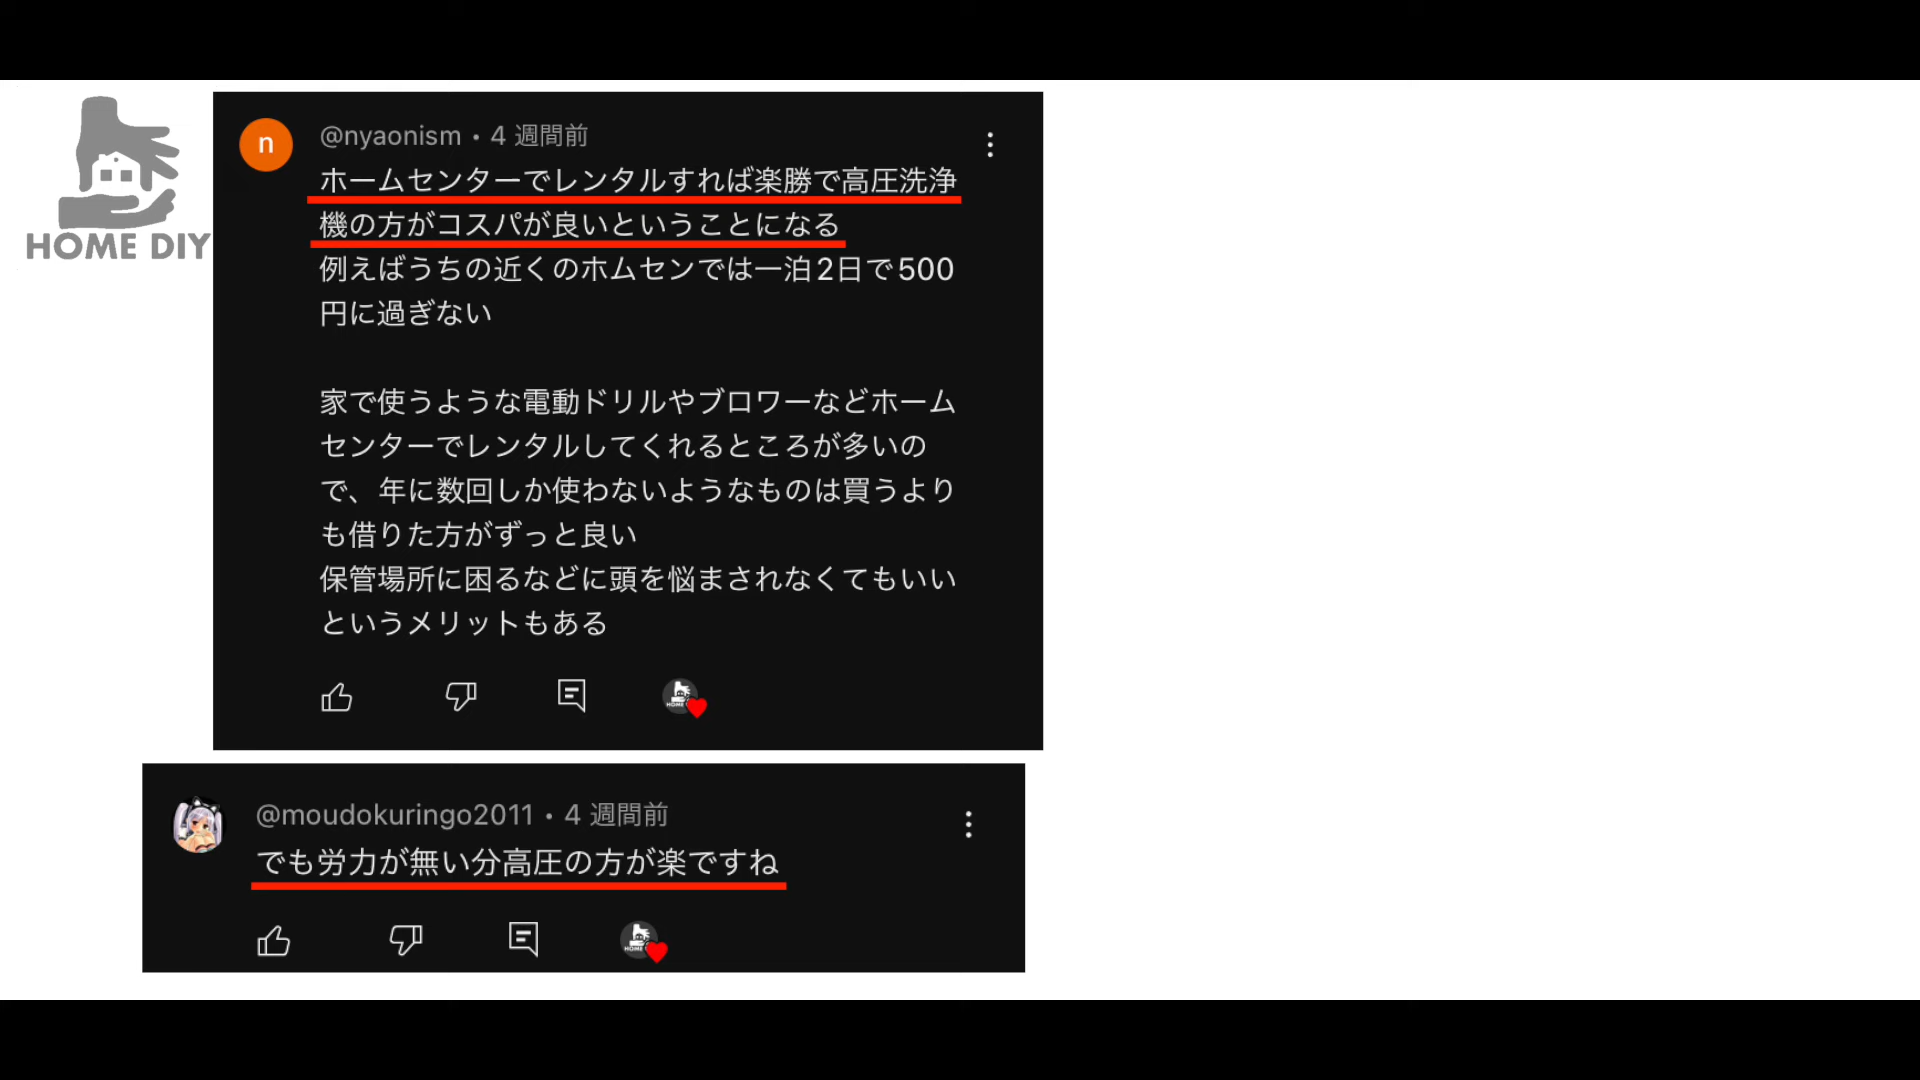 HOME DIY
n
@nyaonism・4 週間前
ホームセンターでレンタルすれば楽勝で高圧洗浄
機の方がコスパが良いということになる
例えばうちの近くのホムセンでは一泊2日で500
円に過ぎない
家で使うような電動ドリルやブロワーなどホーム
センターでレンタルしてくれるところが多いの
で、年に数回しか使わないようなものは買うより
も借りた方がずっと良い
保管場所に困るなどに頭を悩まされなくてもいい
というメリットもある
@moudokuringo2011・4 週間前
でも労力が無い分高圧の方が楽ですね